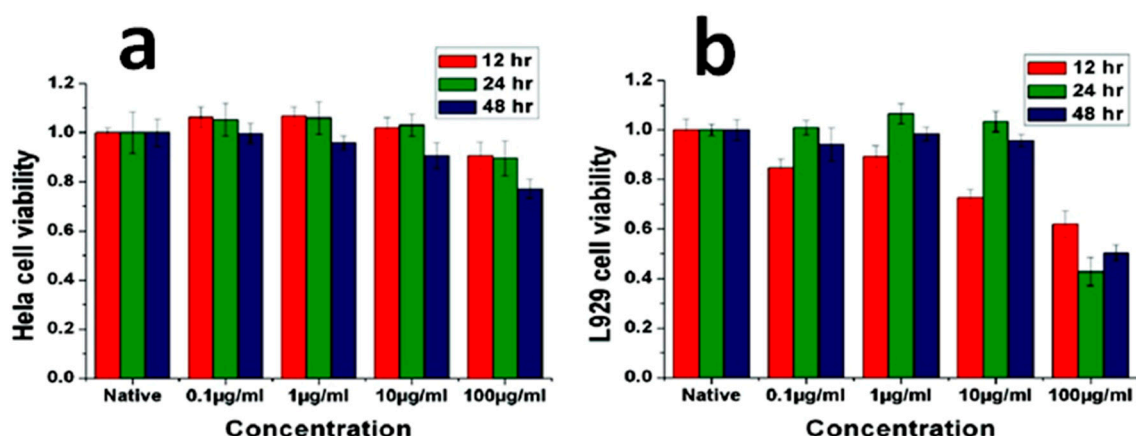 a
12 hr
24 hr
48 hr
Hela cell viability
1.2
1.0
0.8
0.6
0.4
0.2
0.0
Native 0.1µg/ml 1µg/ml 10µg/ml 100µg/ml
Concentration
b
12 hr
24 hr
48 hr
L929 cell viability
1.2
1.0
0.8
0.6
0.4
0.2
0.0
Native 0.1µg/ml 1µg/ml 10µg/ml 100µg/ml
Concentration